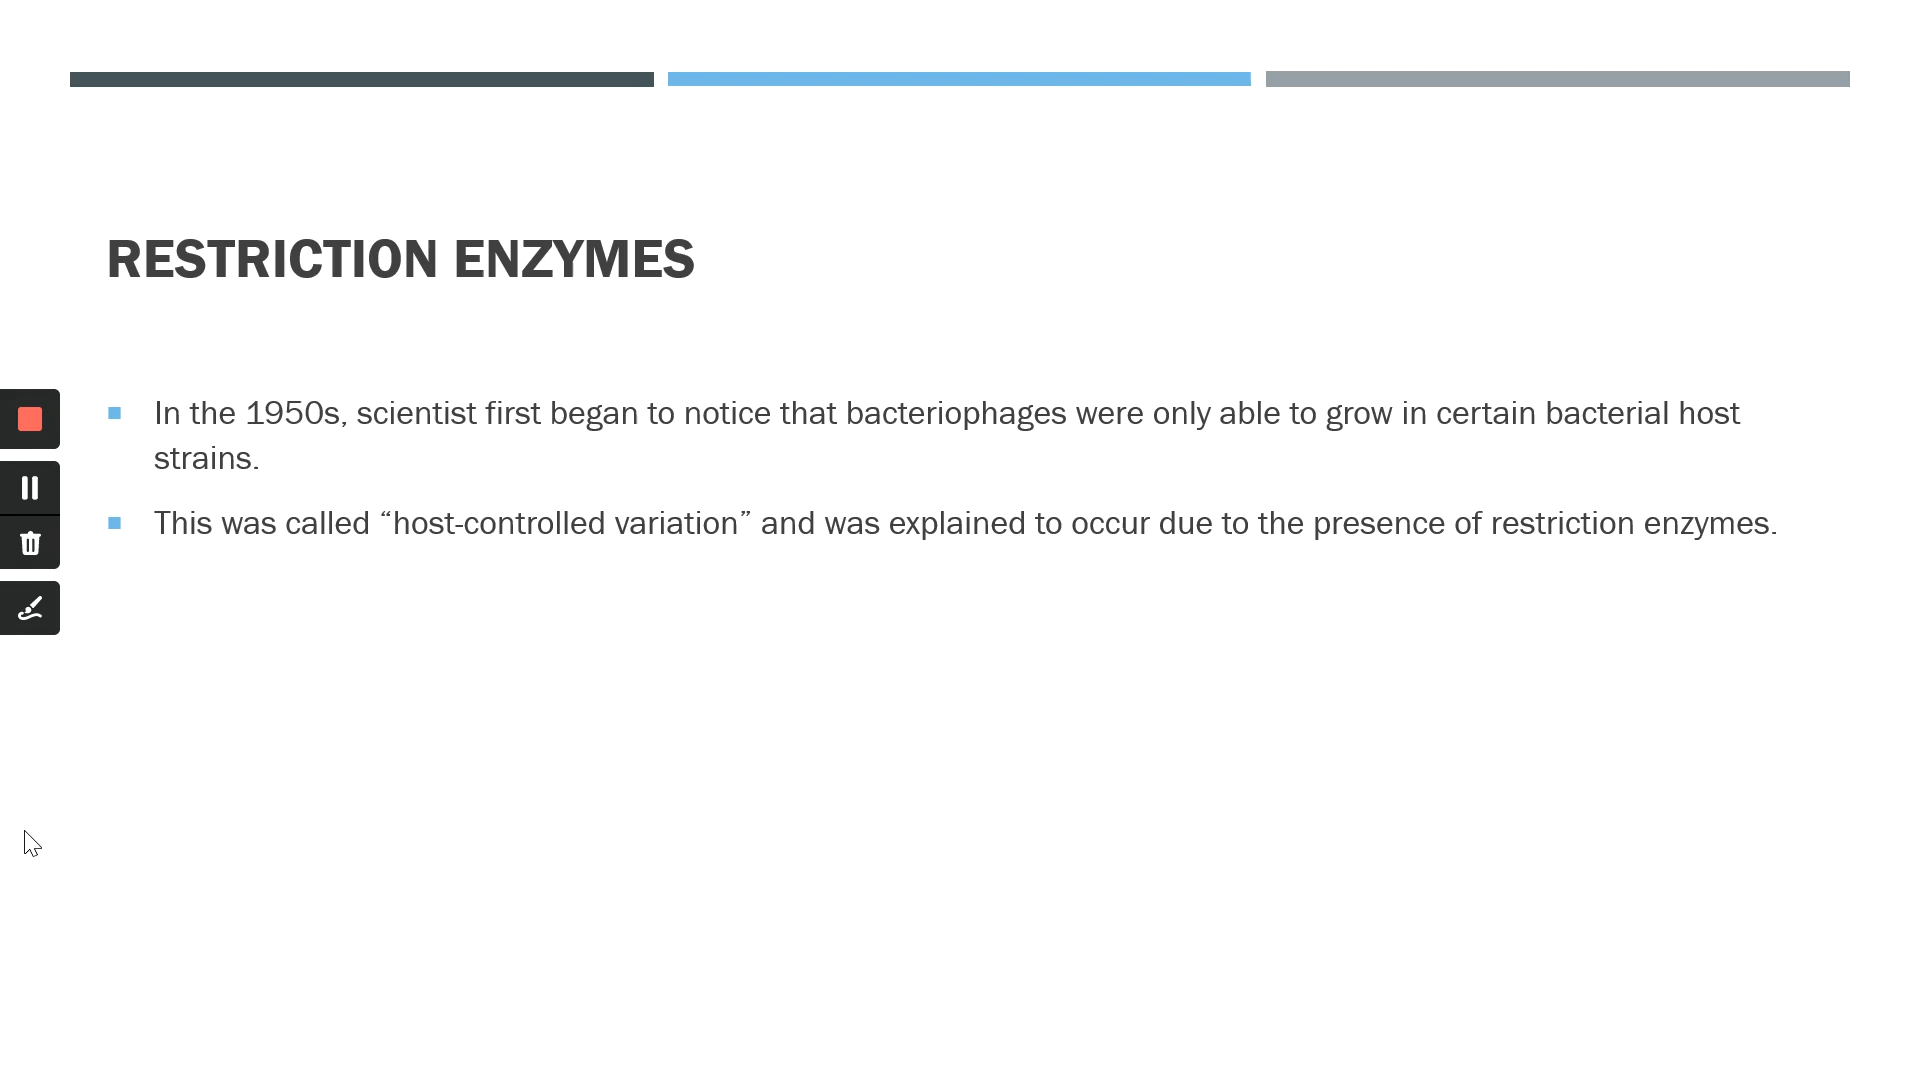 RESTRICTION ENZYMES
In the 1950s, scientist first began to notice that bacteriophages were only able to grow in certain bacterial host
strains.
This was called “host-controlled variation” and was explained to occur due to the presence of restriction enzymes.